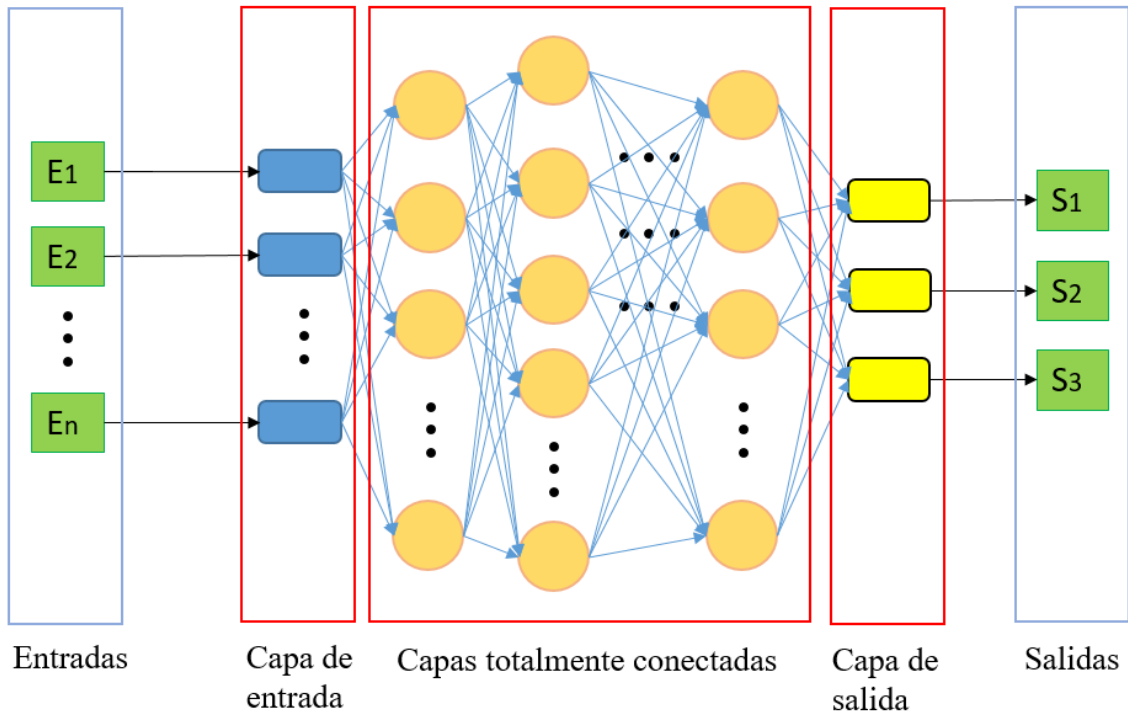 E1
E2
En
S1
S2
S3
Entradas
Capa de
entrada
Capas totalmente conectadas
Capa de
salida
Salidas